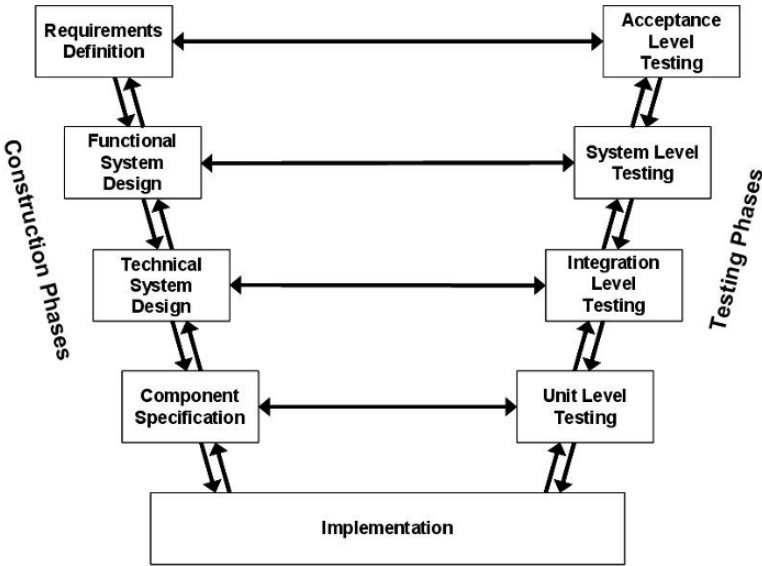 Requirements
Definition
Acceptance
Level
Testing
Functional
System
Design
System Level
Testing
Construction Phases
Testing Phases
Technical
System
Design
Integration
Level
Testing
Component
Specification
Unit Level
Testing
Implementation